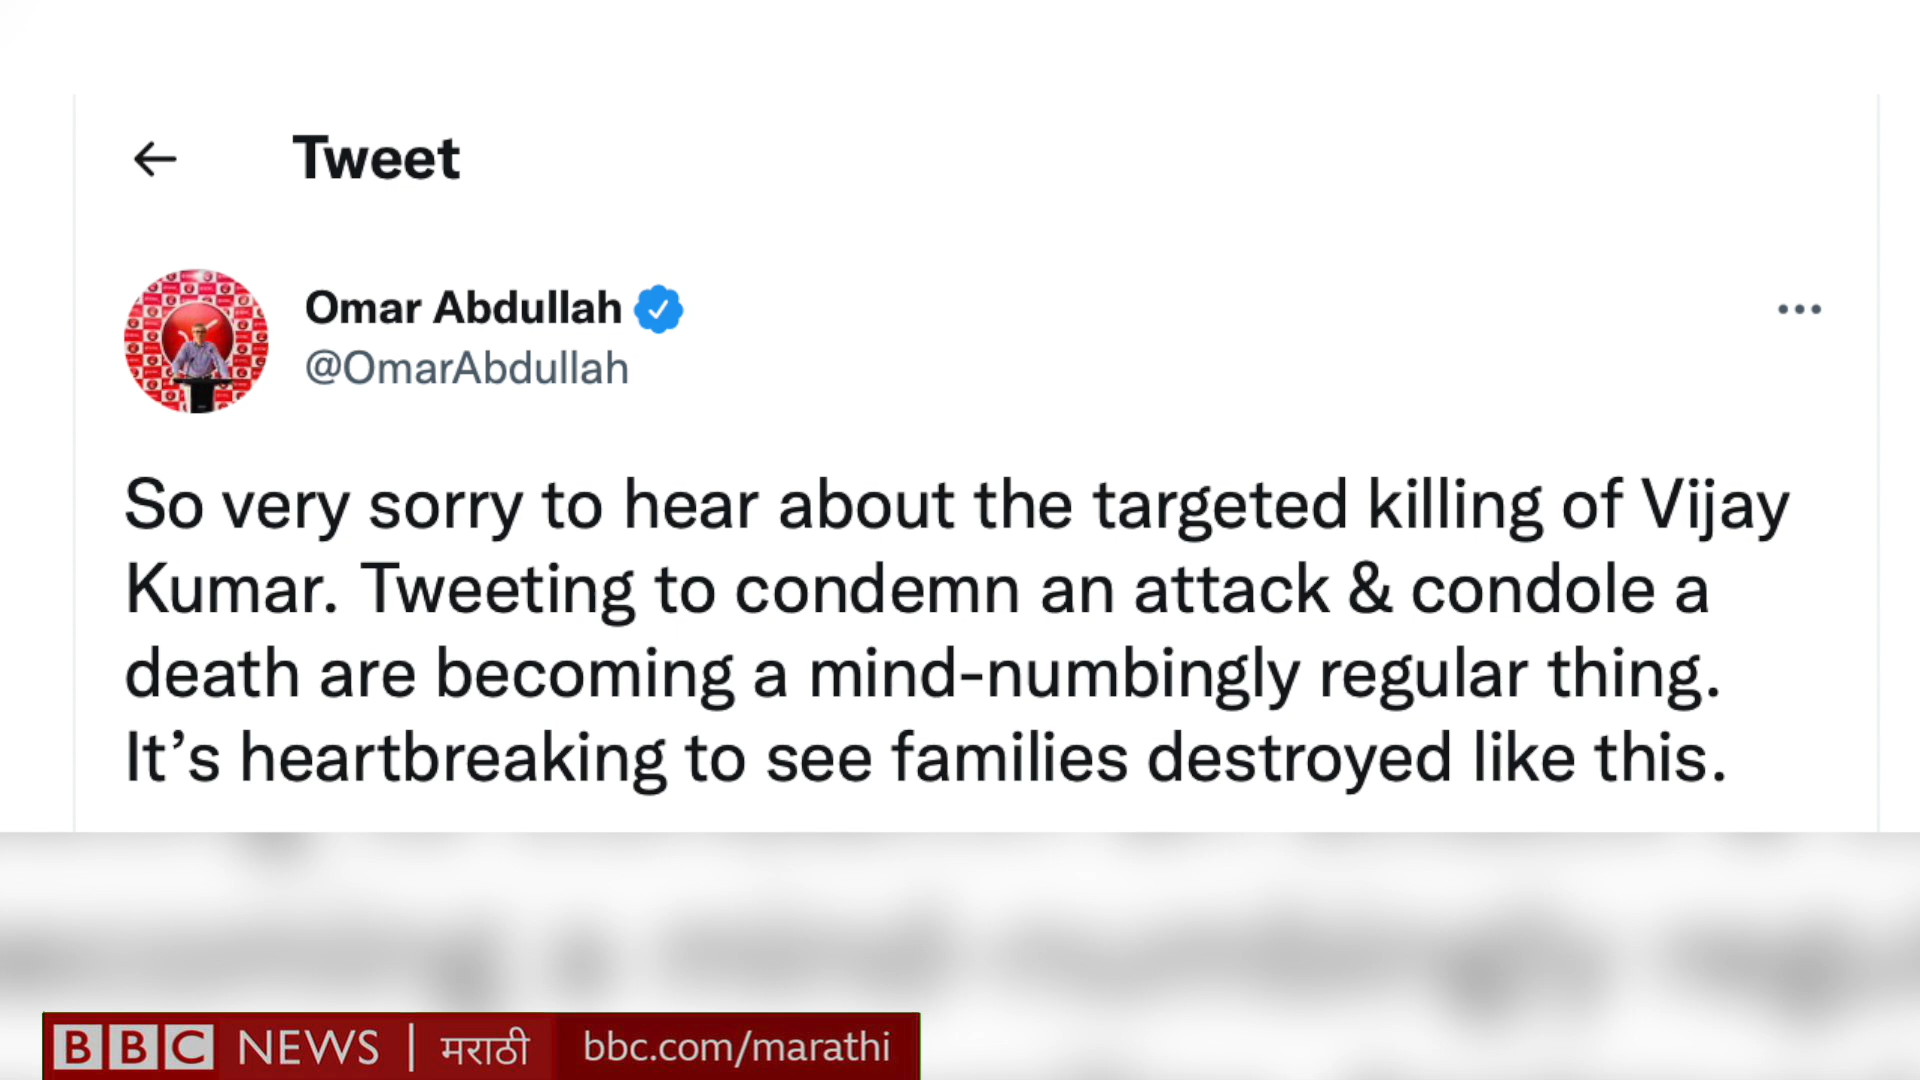 Tweet
Omar Abdullah
@OmarAbdullah
So very sorry to hear about the targeted killing of Vijay
Kumar. Tweeting to condemn an attack & condole a
death are becoming a mind-numbingly regular thing.
It’s heartbreaking to see families destroyed like this.
BBC NEWS | मराठी bbc.com/marathi